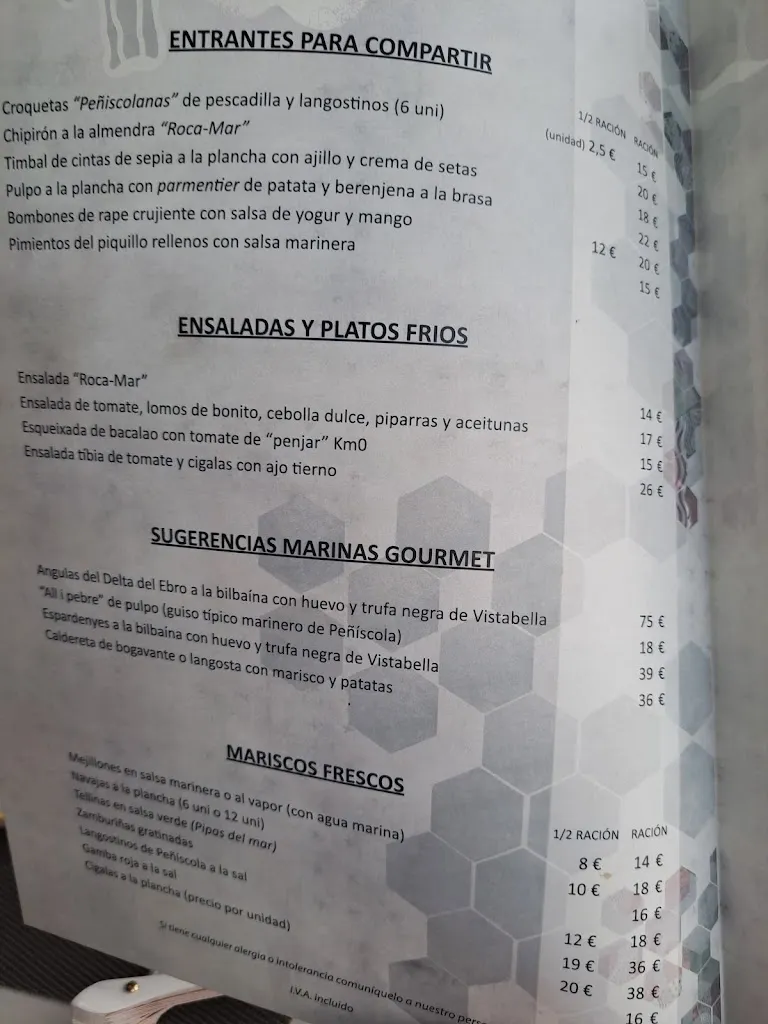 ENTRANTES PARA COMPARTIR
1/2 RACIÓN RACIÓN
Croquetas "Peñiscolanas" de pescadilla y langostinos (6 uni) (unidad) 2,5 € 15 €
Chipirón a la almendra "Roca-Mar" 20 €
Timbal de cintas de sepia a la plancha con ajillo y crema de setas 18 €
Pulpo a la plancha con parmentier de patata y berenjena a la brasa 22 €
Bombones de rape crujiente con salsa de yogur y mango 12 € 20 €
Pimientos del piquillo rellenos con salsa marinera 15 €
ENSALADAS Y PLATOS FRIOS
Ensalada "Roca-Mar" 14 €
Ensalada de tomate, lomos de bonito, cebolla dulce, piparras y aceitunas 17 €
Esqueixada de bacalao con tomate de "penjar" Km0 15 €
Ensalada tibia de tomate y cigalas con ajo tierno 26 €
SUGERENCIAS MARINAS GOURMET
Angulas del Delta del Ebro a la bilbaína con huevo y trufa negra de Vistabella 75 €
"All i pebre" de pulpo (guiso típico marinero de Peñíscola) 18 €
Espardenyes a la bilbaína con huevo y trufa negra de Vistabella 39 €
Caldereta de bogavante o langosta con marisco y patatas 36 €
MARISCOS FRESCOS
1/2 RACIÓN RACIÓN
Mejillones en salsa marinera o al vapor (con agua marina) 8 € 14 €
Navajas a la plancha (6 uni o 12 uni) 10 € 18 €
Tellinas en salsa verde (Pipas del mar) 16 €
Zamburiñas gratinadas 12 € 18 €
Langostinos de Peñíscola a la sal 19 € 36 €
Gamba roja a la sal 20 € 38 €
Cigalas a la plancha (precio por unidad) 16 €
Si tiene cualquier alergia o intolerancia comuníquelo a nuestro
I.V.A. incluido